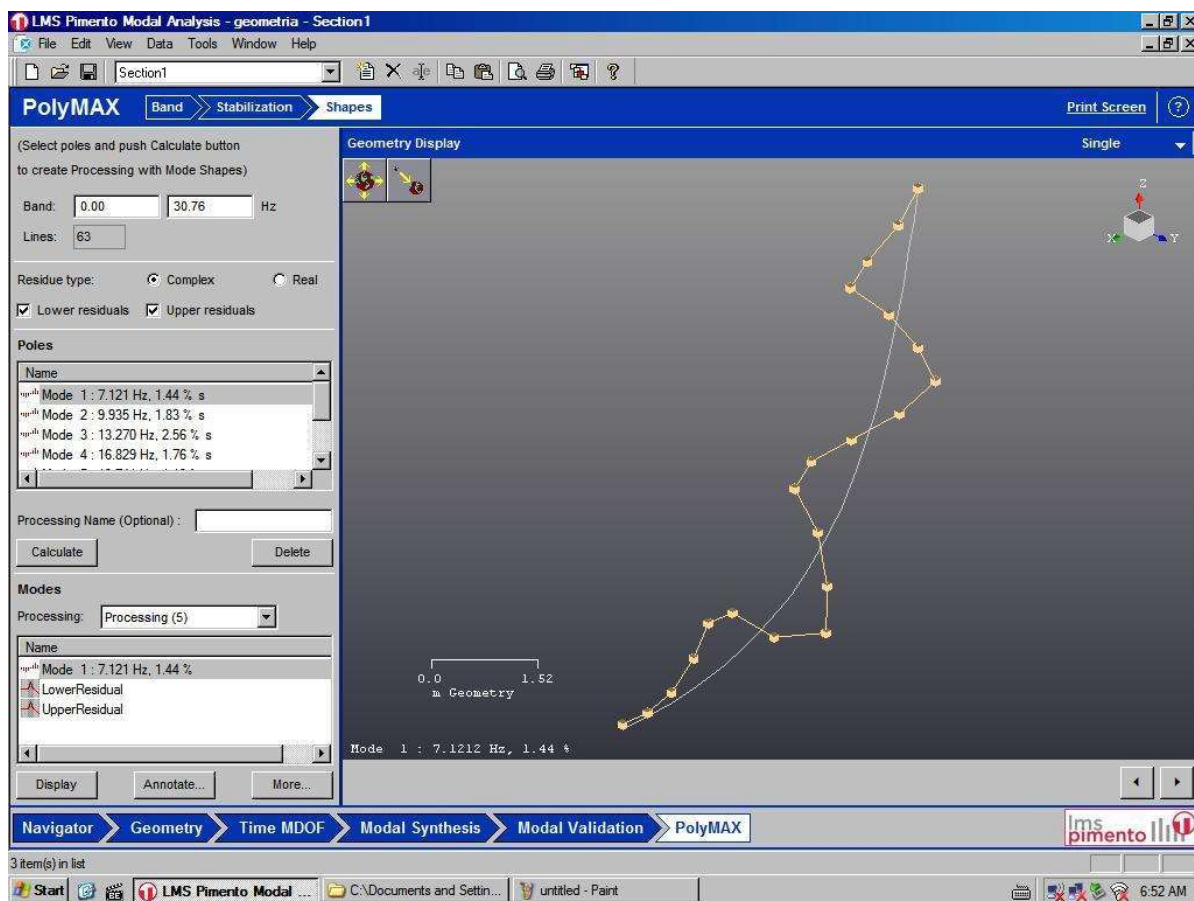 LMS Pimento Modal Analysis - geometria - Section1
File Edit View Data Tools Window Help
Section1
PolyMAX Band Stabilization Shapes Print Screen ?
(Select poles and push Calculate button
to create Processing with Mode Shapes)
Band: 0.00 30.76 Hz
Lines: 63
Residue type: Complex Real
Lower residuals Upper residuals
Poles
Name
Mode 1 : 7.121 Hz, 1.44 % s
Mode 2 : 9.935 Hz, 1.83 % s
Mode 3 : 13.270 Hz, 2.56 % s
Mode 4 : 16.829 Hz, 1.76 % s
Processing Name (Optional) :
Calculate Delete
Modes
Processing: Processing (5)
Name
Mode 1 : 7.121 Hz, 1.44 %
LowerResidual
UpperResidual
Display Annotate... More...
Geometry Display Single
Z
X Y
0.0 1.52
m Geometry
Mode 1 : 7.1212 Hz, 1.44 %
Navigator Geometry Time MDOF Modal Synthesis Modal Validation PolyMAX
lms
pimento
3 item(s) in list
Start LMS Pimento Modal ... C:\Documents and Settin... untitled - Paint 6:52 AM